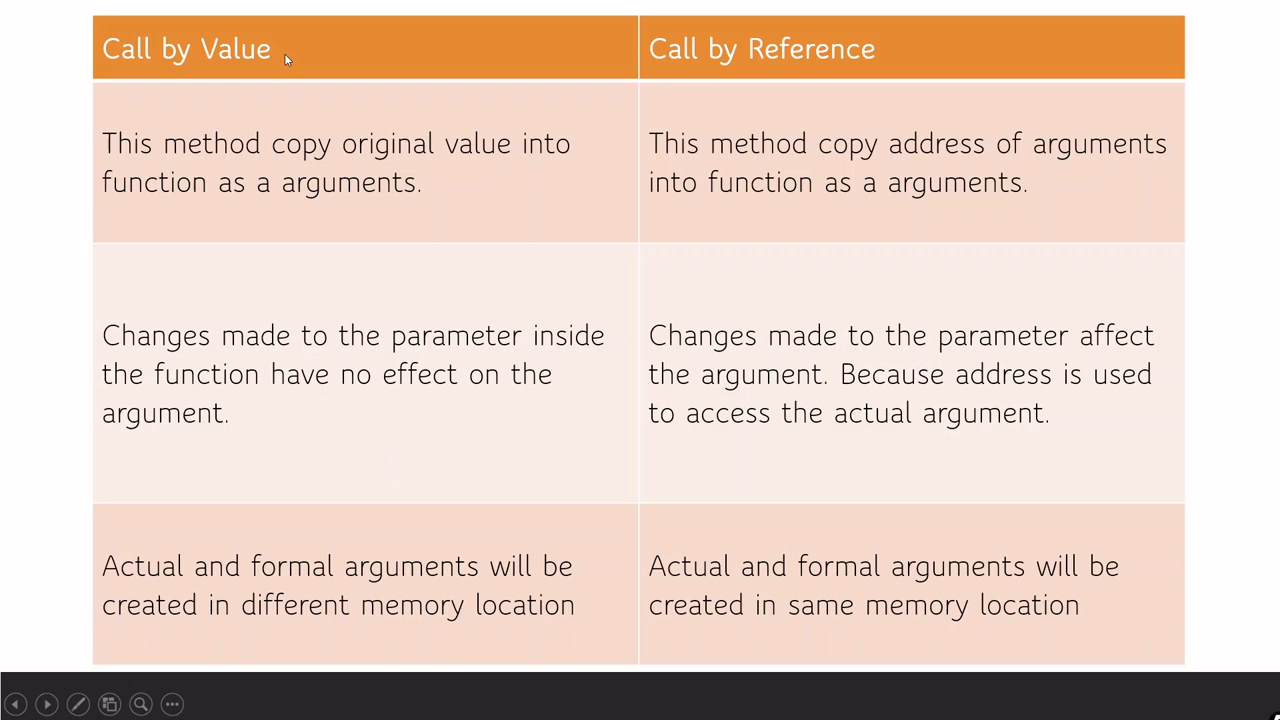 Call by Value
Call by Reference
This method copy original value into
function as a arguments.
This method copy address of arguments
into function as a arguments.
Changes made to the parameter inside
the function have no effect on the
argument.
Changes made to the parameter affect
the argument. Because address is used
to access the actual argument.
Actual and formal arguments will be
created in different memory location
Actual and formal arguments will be
created in same memory location